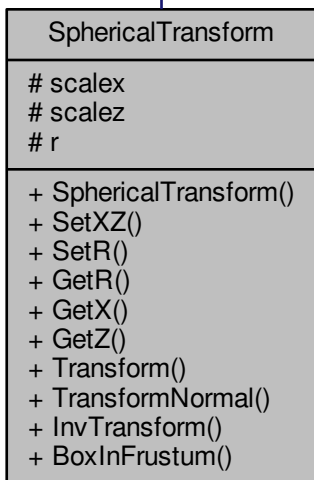 SphericalTransform
# scalex
# scalez
# r
+ SphericalTransform()
+ SetXZ()
+ SetR()
+ GetR()
+ GetX()
+ GetZ()
+ Transform()
+ TransformNormal()
+ InvTransform()
+ BoxInFrustum()